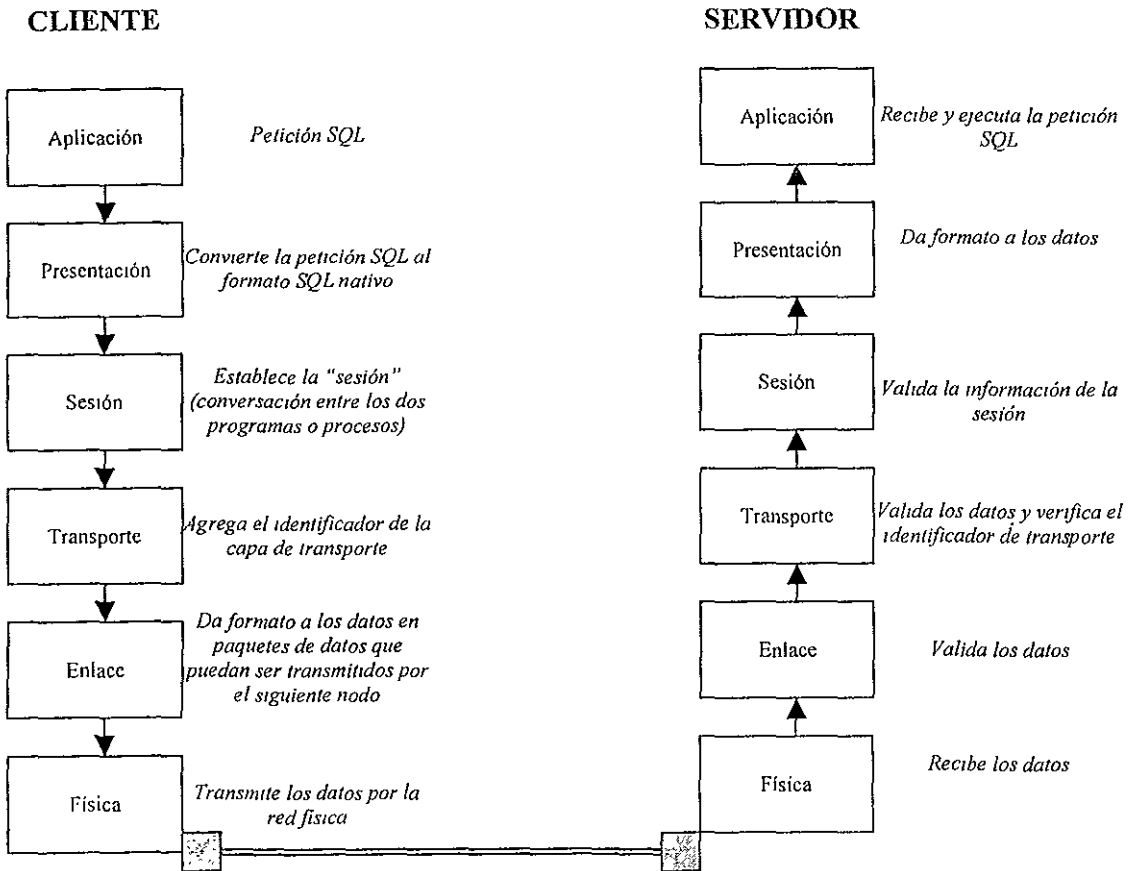 CLIENTE
Aplicación
Petición SQL
Presentación
Convierte la petición SQL al
formato SQL nativo
Sesión
Establece la "sesión"
(conversación entre los dos
programas o procesos)
Transporte
Agrega el identificador de la
capa de transporte
Enlace
Da formato a los datos en
paquetes de datos que
puedan ser transmitidos por
el siguiente nodo
Física
Transmite los datos por la
red física
SERVIDOR
Aplicación
Recibe y ejecuta la petición
SQL
Presentación
Da formato a los datos
Sesión
Valida la información de la
sesión
Transporte
Valida los datos y verifica el
identificador de transporte
Enlace
Valida los datos
Física
Recibe los datos